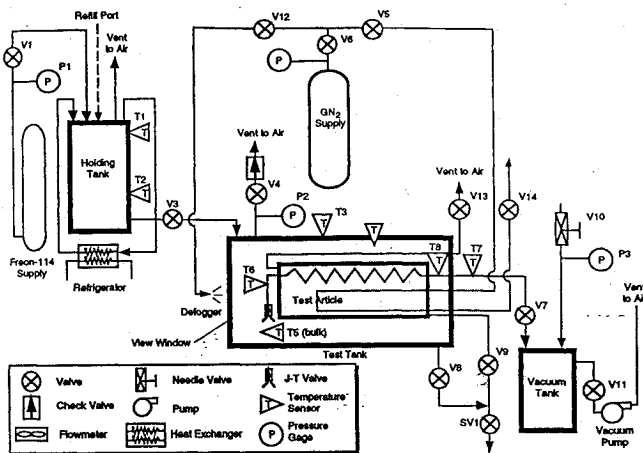 Refill Port
Vent
to Air
V1
P1
P
Holding
Tank
T1
T
T2
T
V3
Freon-114
Supply
Refrigerator
V12
V5
V6
P
GN2
Supply
Vent to Air
V4
P2
P
T3
T
T
Vent to Air
V13
V14
V10
P3
P
T8
T
T7
T
T6
T
Test Article
Defogger
T
T5 (bulk)
View Window
Test Tank
V7
Vent
to Air
V8
V9
SV1
Vacuum
Tank
V11
Vacuum
Pump
Valve
Needle Valve
J-T Valve
Check Valve
Pump
T
Temperature
Sensor
Flowmeter
Heat Exchanger
P
Pressure
Gage